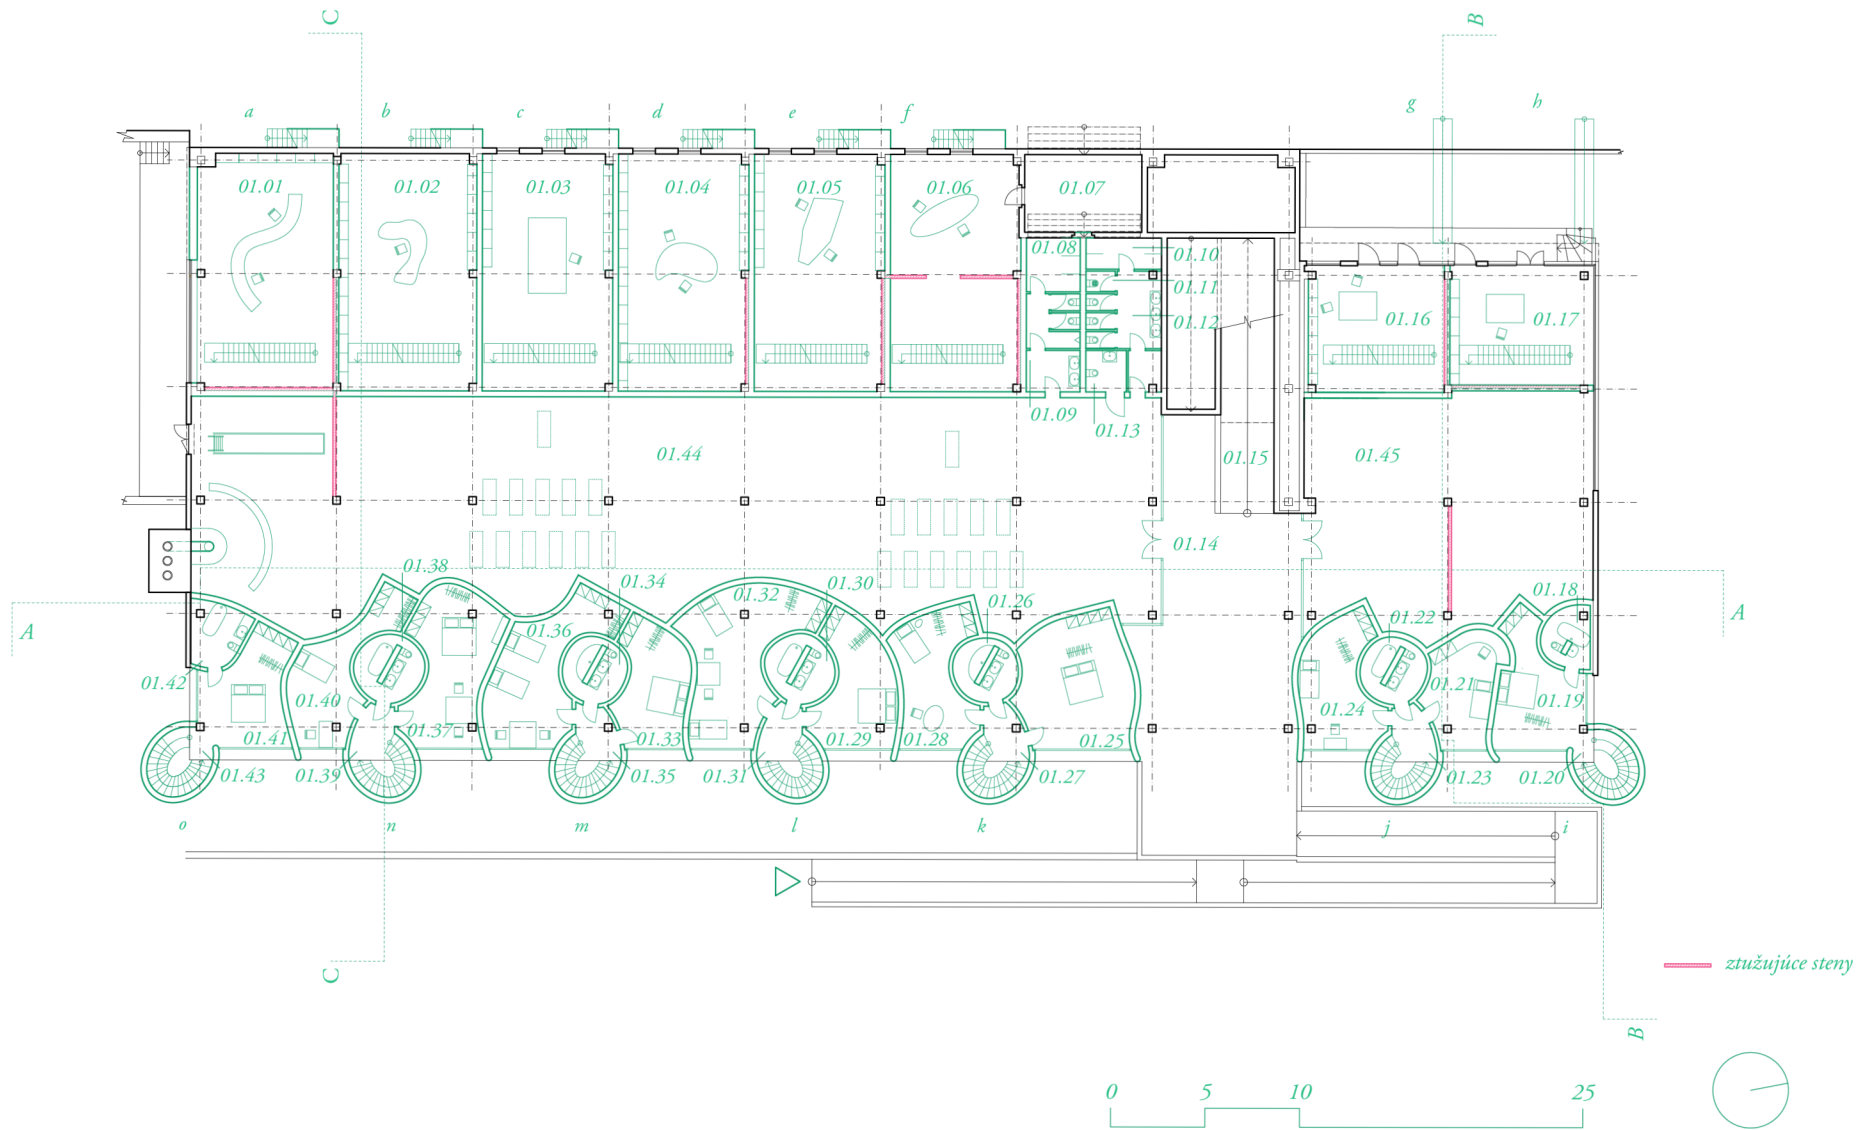 C B
a b c d e f g h
01.01 01.02 01.03 01.04 01.05 01.06 01.07
01.08 01.10
01.11
01.12 01.16 01.17
01.09
01.13
01.44 01.15 01.45
01.14
01.38 01.34 01.30 01.26 01.18
01.32 01.22
A 01.36 A
01.42 01.40 01.21 01.19
01.37 01.24
01.41 01.33 01.29 01.28 01.25
01.43 01.39 01.35 01.31 01.27 01.23 01.20
o n m l k j i
C
ztužujúce steny
B
0 5 10 25